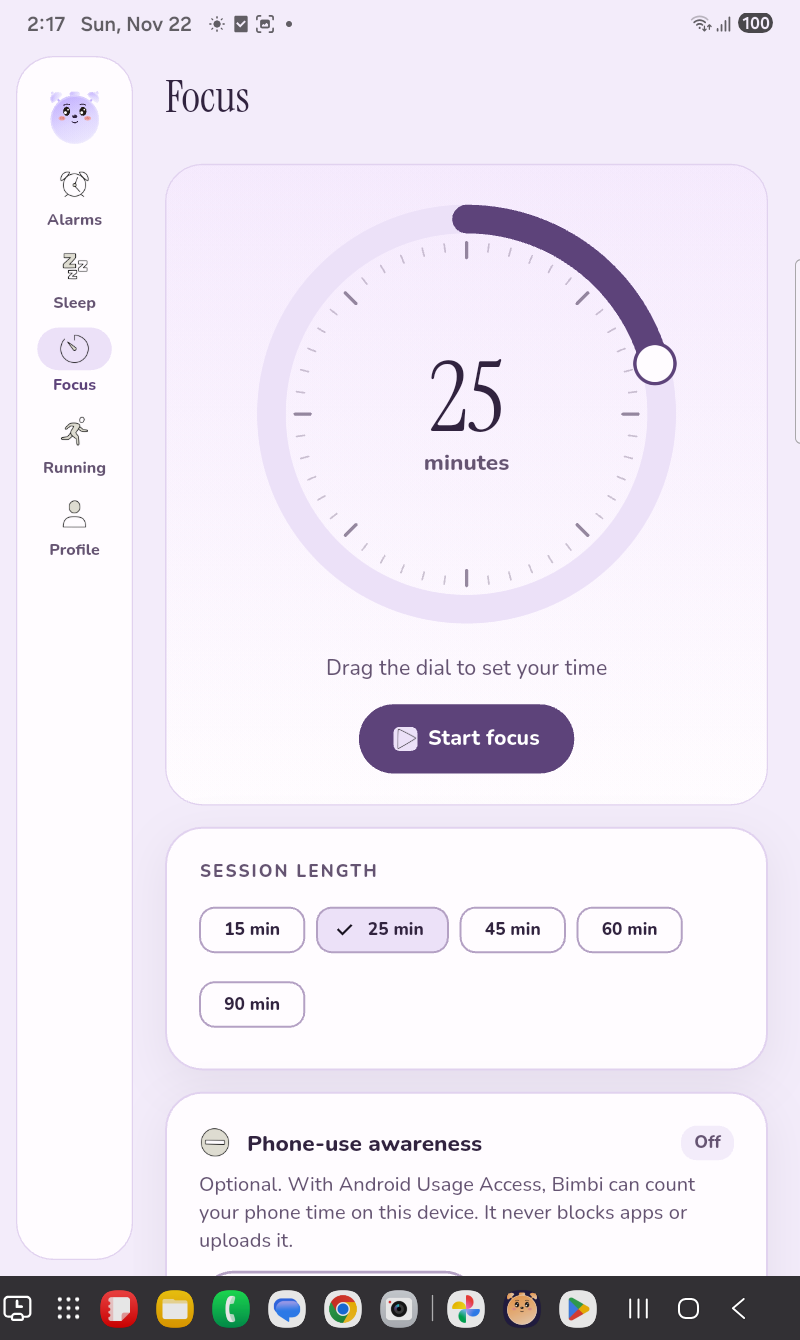 2:17 Sun, Nov 22
100
Focus
Alarms
Sleep
Focus
Running
Profile
25
minutes
Drag the dial to set your time
Start focus
SESSION LENGTH
15 min
25 min
45 min
60 min
90 min
Phone-use awareness
Off
Optional. With Android Usage Access, Bimbi can count
your phone time on this device. It never blocks apps or
uploads it.